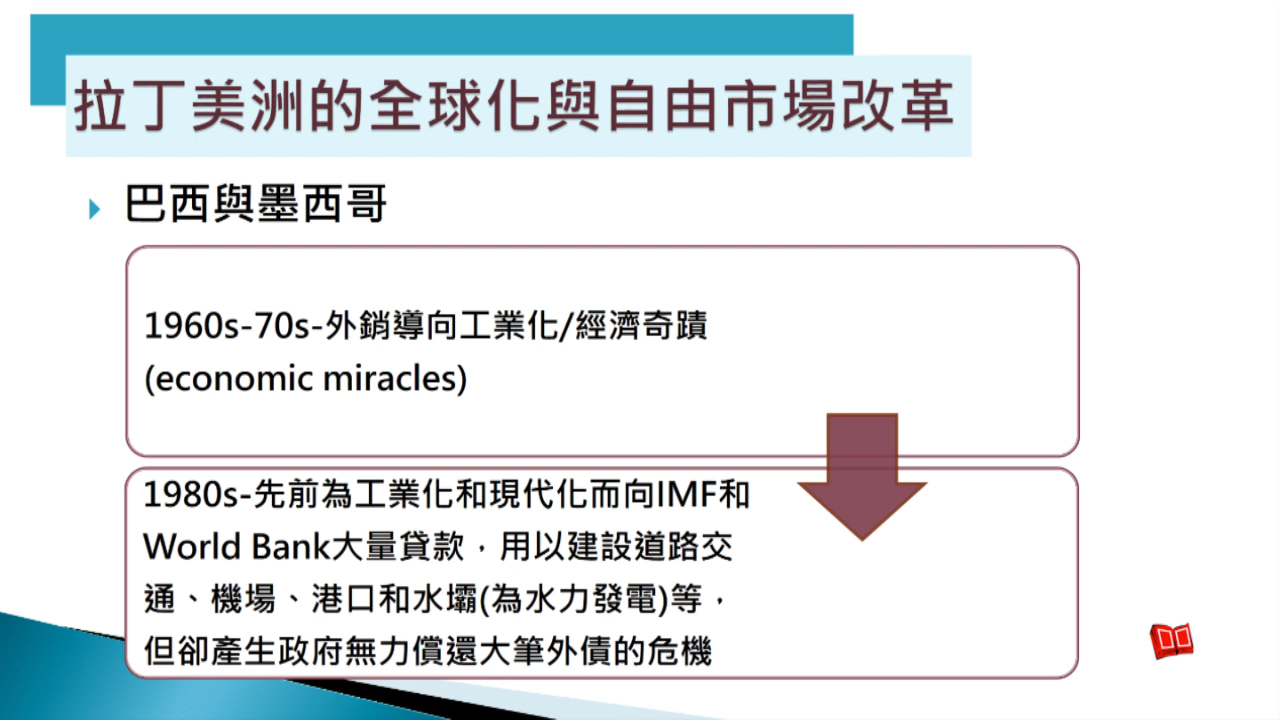 拉丁美洲的全球化與自由市場改革
巴西與墨西哥
1960s-70s-外銷導向工業化/經濟奇蹟
(economic miracles)
1980s-先前為工業化和現代化而向IMF和
World Bank大量貸款，用以建設道路交
通、機場、港口和水壩(為水力發電)等，
但卻產生政府無力償還大筆外債的危機